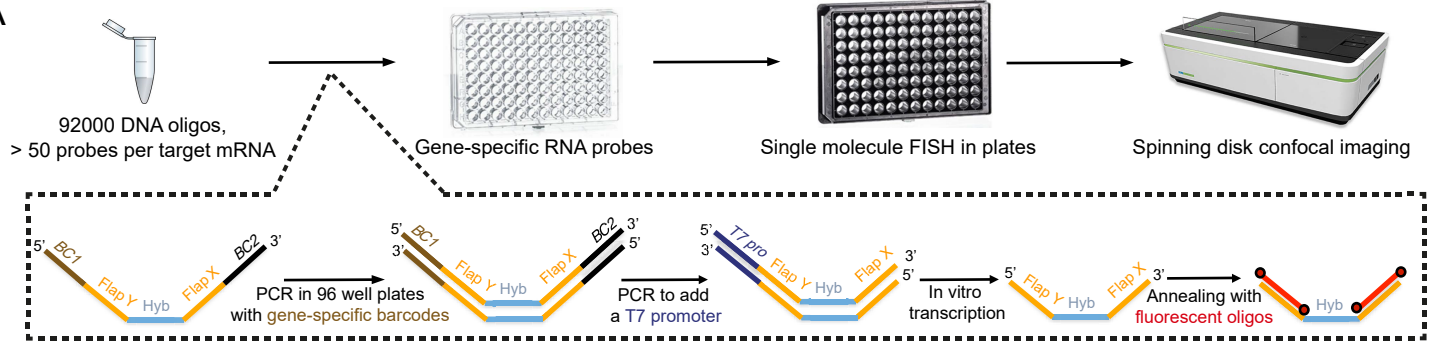 A
92000 DNA oligos,
> 50 probes per target mRNA
Gene-specific RNA probes
Single molecule FISH in plates
Spinning disk confocal imaging
5’ BC1 Flap Y Hyb Flap X BC2 3’
PCR in 96 well plates
with gene-specific barcodes
5’ BC1 Flap Y Hyb Flap X BC2 3’
3’ 5’
PCR to add
a T7 promoter
5’ T7 pro Flap Y Hyb Flap X 3’
3’ 5’
In vitro
transcription
5’ Flap Y Hyb Flap X 3’
Annealing with
fluorescent oligos
Hyb